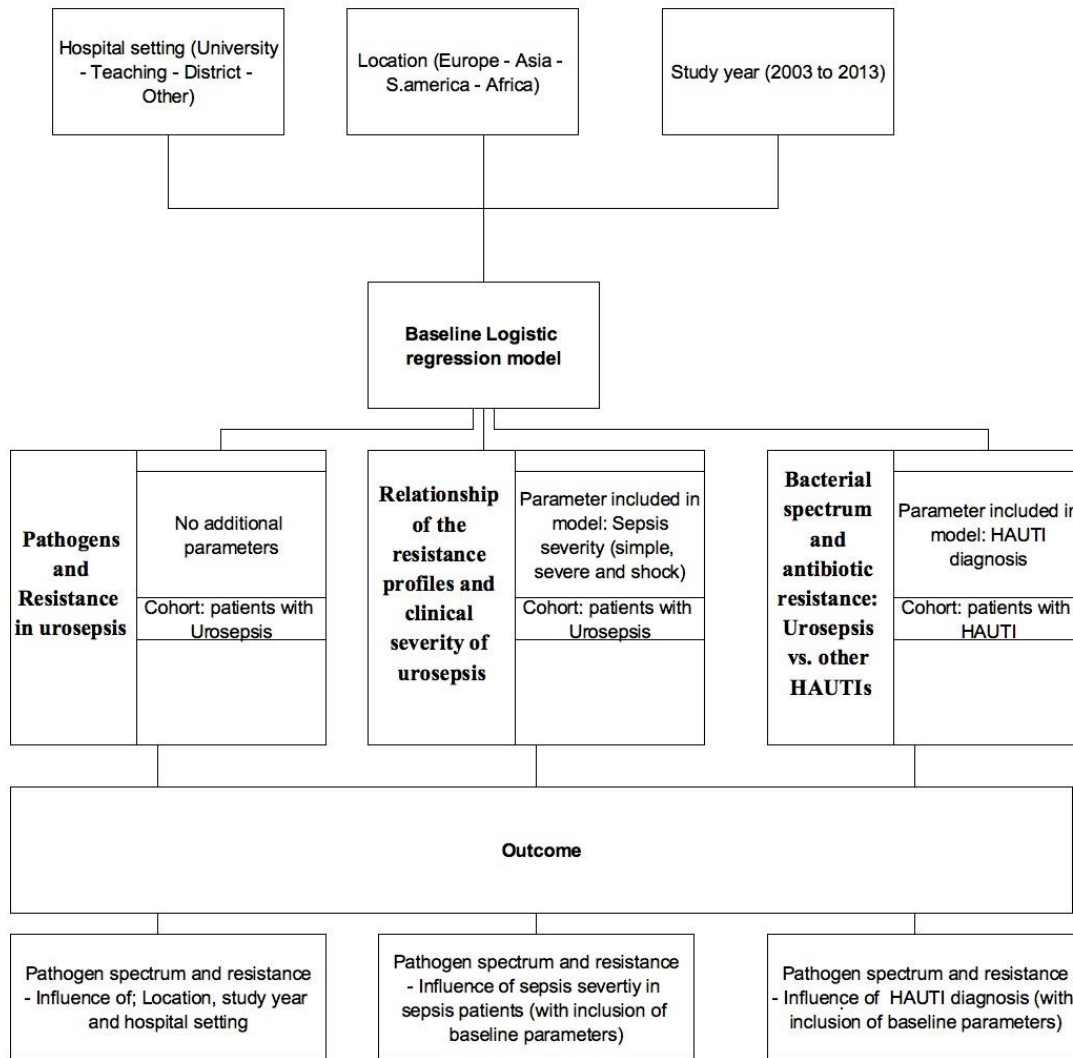 Hospital setting (University
- Teaching - District -
Other)
Location (Europe - Asia -
S.america - Africa)
Study year (2003 to 2013)
Baseline Logistic
regression model
Pathogens
and
Resistance
in urosepsis
No additional
parameters
Cohort: patients with
Urosepsis
Relationship
of the
resistance
profiles and
clinical
severity of
urosepsis
Parameter included in
model: Sepsis
severity (simple,
severe and shock)
Cohort: patients with
Urosepsis
Bacterial
spectrum
and
antibiotic
resistance:
Urosepsis
vs. other
HAUTIs
Parameter included in
model: HAUTI
diagnosis
Cohort: patients with
HAUTI
Outcome
Pathogen spectrum and resistance
- Influence of; Location, study year
and hospital setting
Pathogen spectrum and resistance
- Influence of sepsis severtiy in
sepsis patients (with inclusion of
baseline parameters)
Pathogen spectrum and resistance
- Influence of HAUTI diagnosis (with
inclusion of baseline parameters)